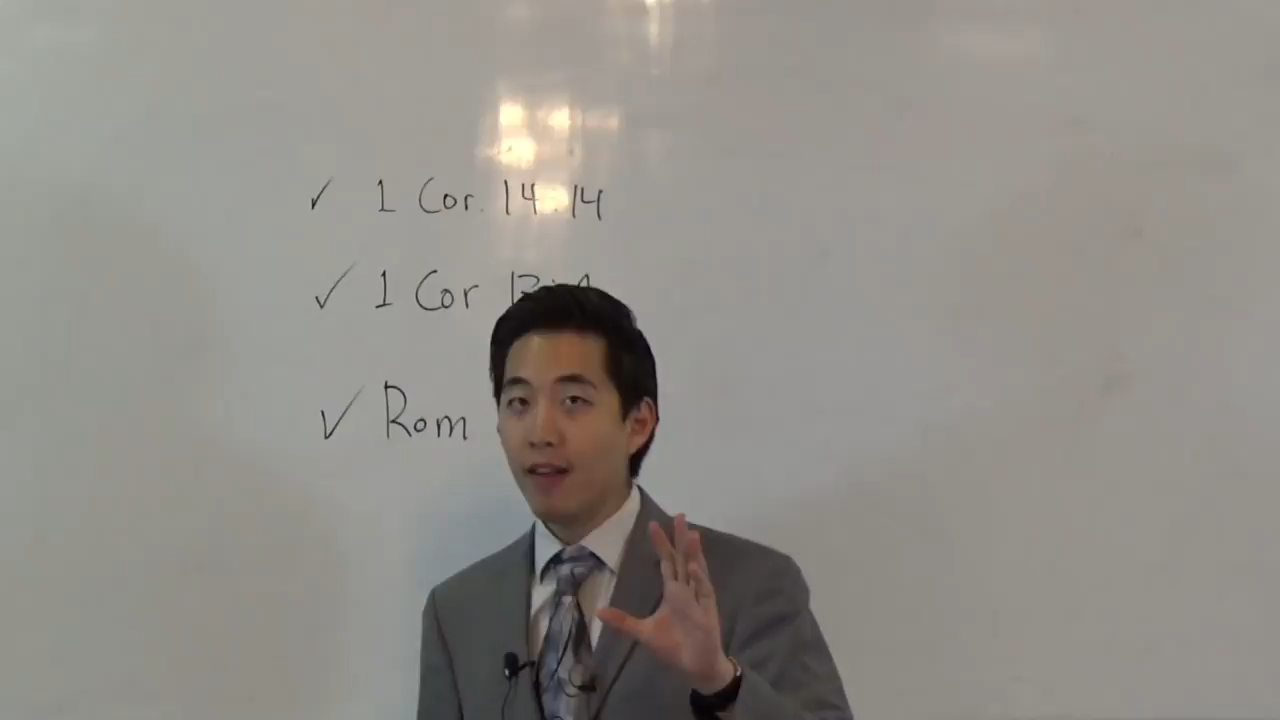 ✓ 1 Cor. 14:14
✓ 1 Cor
✓ Rom